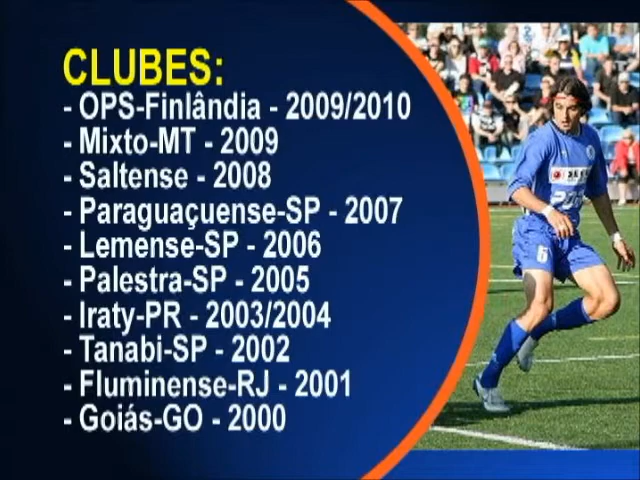 CLUBES:
- OPS-Finlândia - 2009/2010
- Mixto-MT - 2009
- Saltense - 2008
- Paraguaçuense-SP - 2007
- Lemense-SP - 2006
- Palestra-SP - 2005
- Iraty-PR - 2003/2004
- Tanabi-SP - 2002
- Fluminense-RJ - 2001
- Goiás-GO - 2000